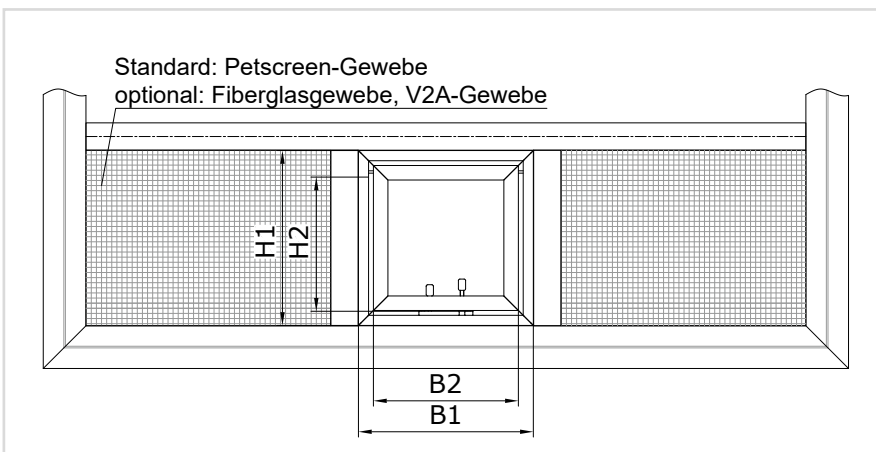 Standard: Petscreen-Gewebe
optional: Fiberglasgewebe, V2A-Gewebe
H1
H2
B2
B1